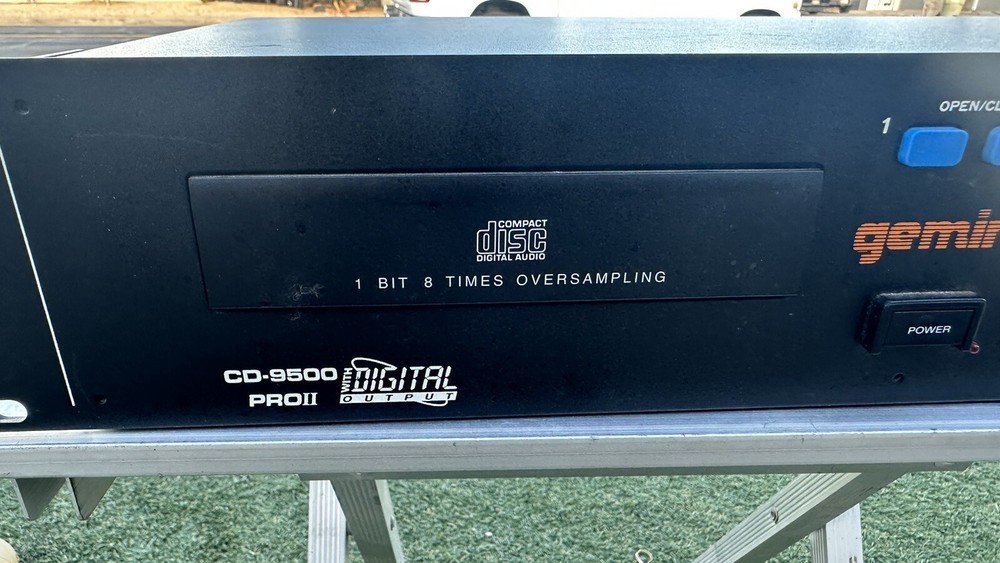 OPEN/CL
1
COMPACT
disc
DIGITAL AUDIO
gemin
1 BIT 8 TIMES OVERSAMPLING
POWER
CD-9500 WITH DIGITAL
PROII OUTPUT